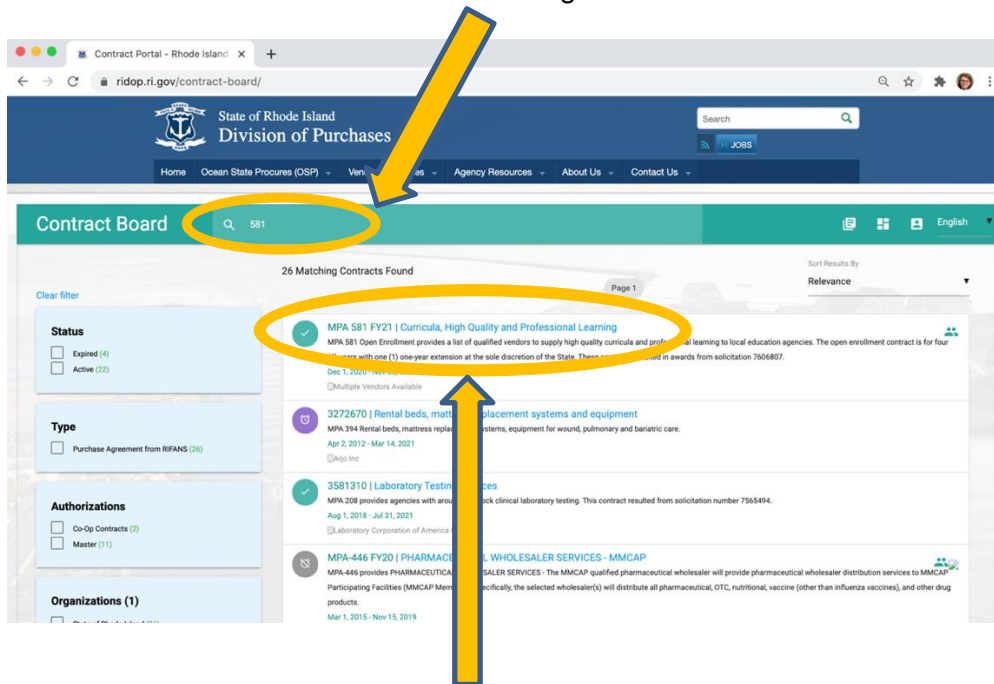 Contract Portal - Rhode Island
ridop.ri.gov/contract-board/
State of Rhode Island
Division of Purchases
Search
JOBS
Home Ocean State Procures (OSP) Agency Resources About Us Contact Us
Contract Board 581 English
26 Matching Contracts Found
Sort Results By
Relevance
Page 1
Clear filter
Status
Expired (4)
Active (22)
Type
Purchase Agreement from RIFANS (26)
Authorizations
Co-Op Contracts (2)
Master (11)
Organizations (1)
MPA 581 FY21 | Curricula, High Quality and Professional Learning
MPA 581 Open Enrollment provides a list of qualified vendors to supply high quality curricula and professional learning to local education agencies. The open enrollment contract is for four
years with one (1) one-year extension at the sole discretion of the State. These in awards from solicitation 7606807.
Dec 1, 2020 -
Multiple Vendors Available
3272670 | Rental beds, replacement systems and equipment
MPA 394 Rental beds, mattress equipment for wound, pulmonary and bariatric care.
Apr 2, 2012 - Mar 14, 2021
Arjo Inc
3581310 | Laboratory
MPA 208 provides agencies with clinical laboratory testing. This contract resulted from solicitation number 7565494.
Aug 1, 2018 - Jul 31, 2021
Laboratory Corporation of America
MPA-446 FY20 | WHOLESALER SERVICES - MMCAP
MPA-446 provides SERVICES - The MMCAP qualified pharmaceutical wholesaler will provide pharmaceutical wholesaler distribution services to MMCAP
Participating Facilities (MMCAP the selected wholesaler(s) will distribute all pharmaceutical, OTC, nutritional, vaccine (other than influenza vaccines), and other drug
products.
Mar 1, 2015 - Nov 15, 2019